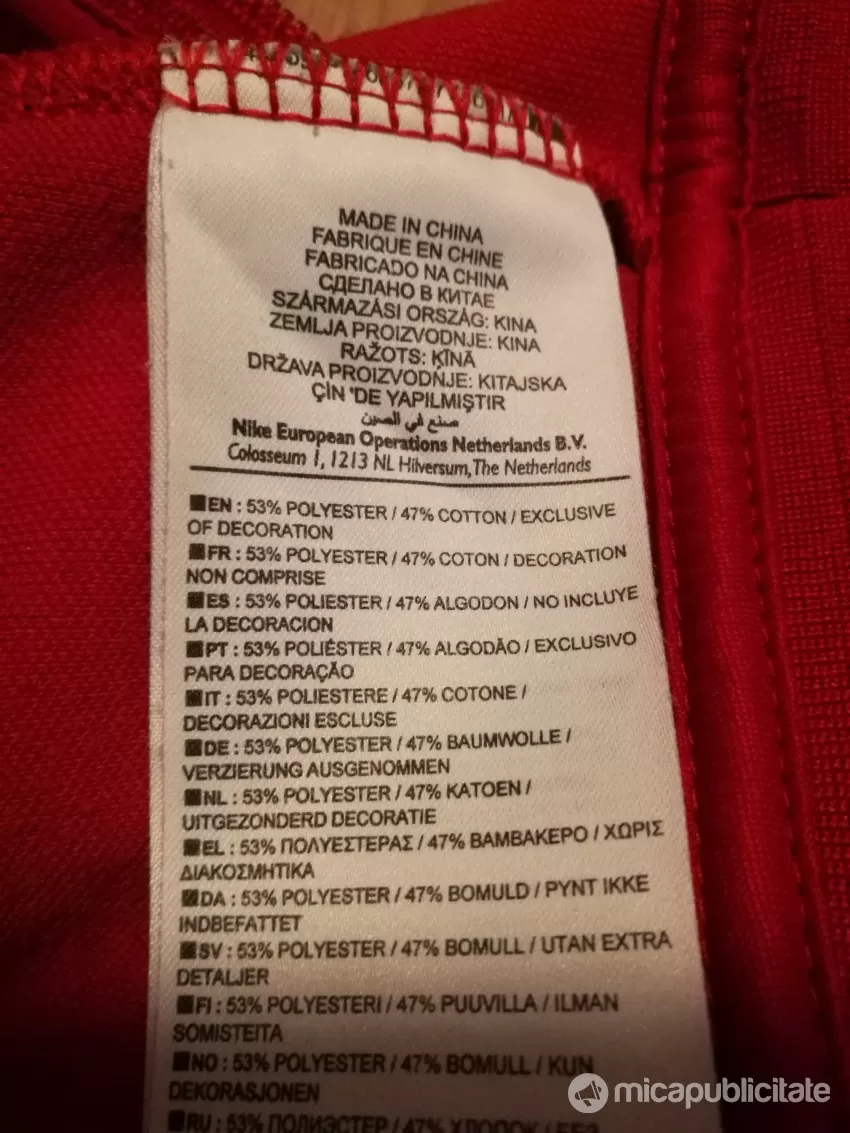 MADE IN CHINA
FABRIQUE EN CHINE
FABRICADO NA CHINA
СДЕЛАНО В КИТАЕ
SZÁRMAZÁSI ORSZÁG: KINA
ZEMLJA PROIZVODNJE: KINA
RAŽOTS: ĶĪNĀ
DRŽAVA PROIZVODNJE: KITAJSKA
ÇİN 'DE YAPILMIŞTIR
صنع في الصين
Nike European Operations Netherlands B.V.
Colosseum 1, 1213 NL Hilversum, The Netherlands
EN : 53% POLYESTER / 47% COTTON / EXCLUSIVE
OF DECORATION
FR : 53% POLYESTER / 47% COTON / DECORATION
NON COMPRISE
ES : 53% POLIESTER / 47% ALGODON / NO INCLUYE
LA DECORACION
PT : 53% POLIÉSTER / 47% ALGODÃO / EXCLUSIVO
PARA DECORAÇÃO
IT : 53% POLIESTERE / 47% COTONE /
DECORAZIONI ESCLUSE
DE : 53% POLYESTER / 47% BAUMWOLLE /
VERZIERUNG AUSGENOMMEN
NL : 53% POLYESTER / 47% KATOEN /
UITGEZONDERD DECORATIE
EL : 53% ΠΟΛΥΕΣΤΕΡΑΣ / 47% ΒΑΜΒΑΚΕΡΟ / ΧΩΡΙΣ
ΔΙΑΚΟΣΜΗΤΙΚΑ
DA : 53% POLYESTER / 47% BOMULD / PYNT IKKE
INDBEFATTET
SV : 53% POLYESTER / 47% BOMULL / UTAN EXTRA
DETALJER
FI : 53% POLYESTERI / 47% PUUVILLA / ILMAN
SOMISTEITA
NO : 53% POLYESTER / 47% BOMULL / KUN
DEKORASJONEN
RU : 53% ПОЛИЭСТЕР / 47% ХЛОПОК / БЕЗ
micapublicitate